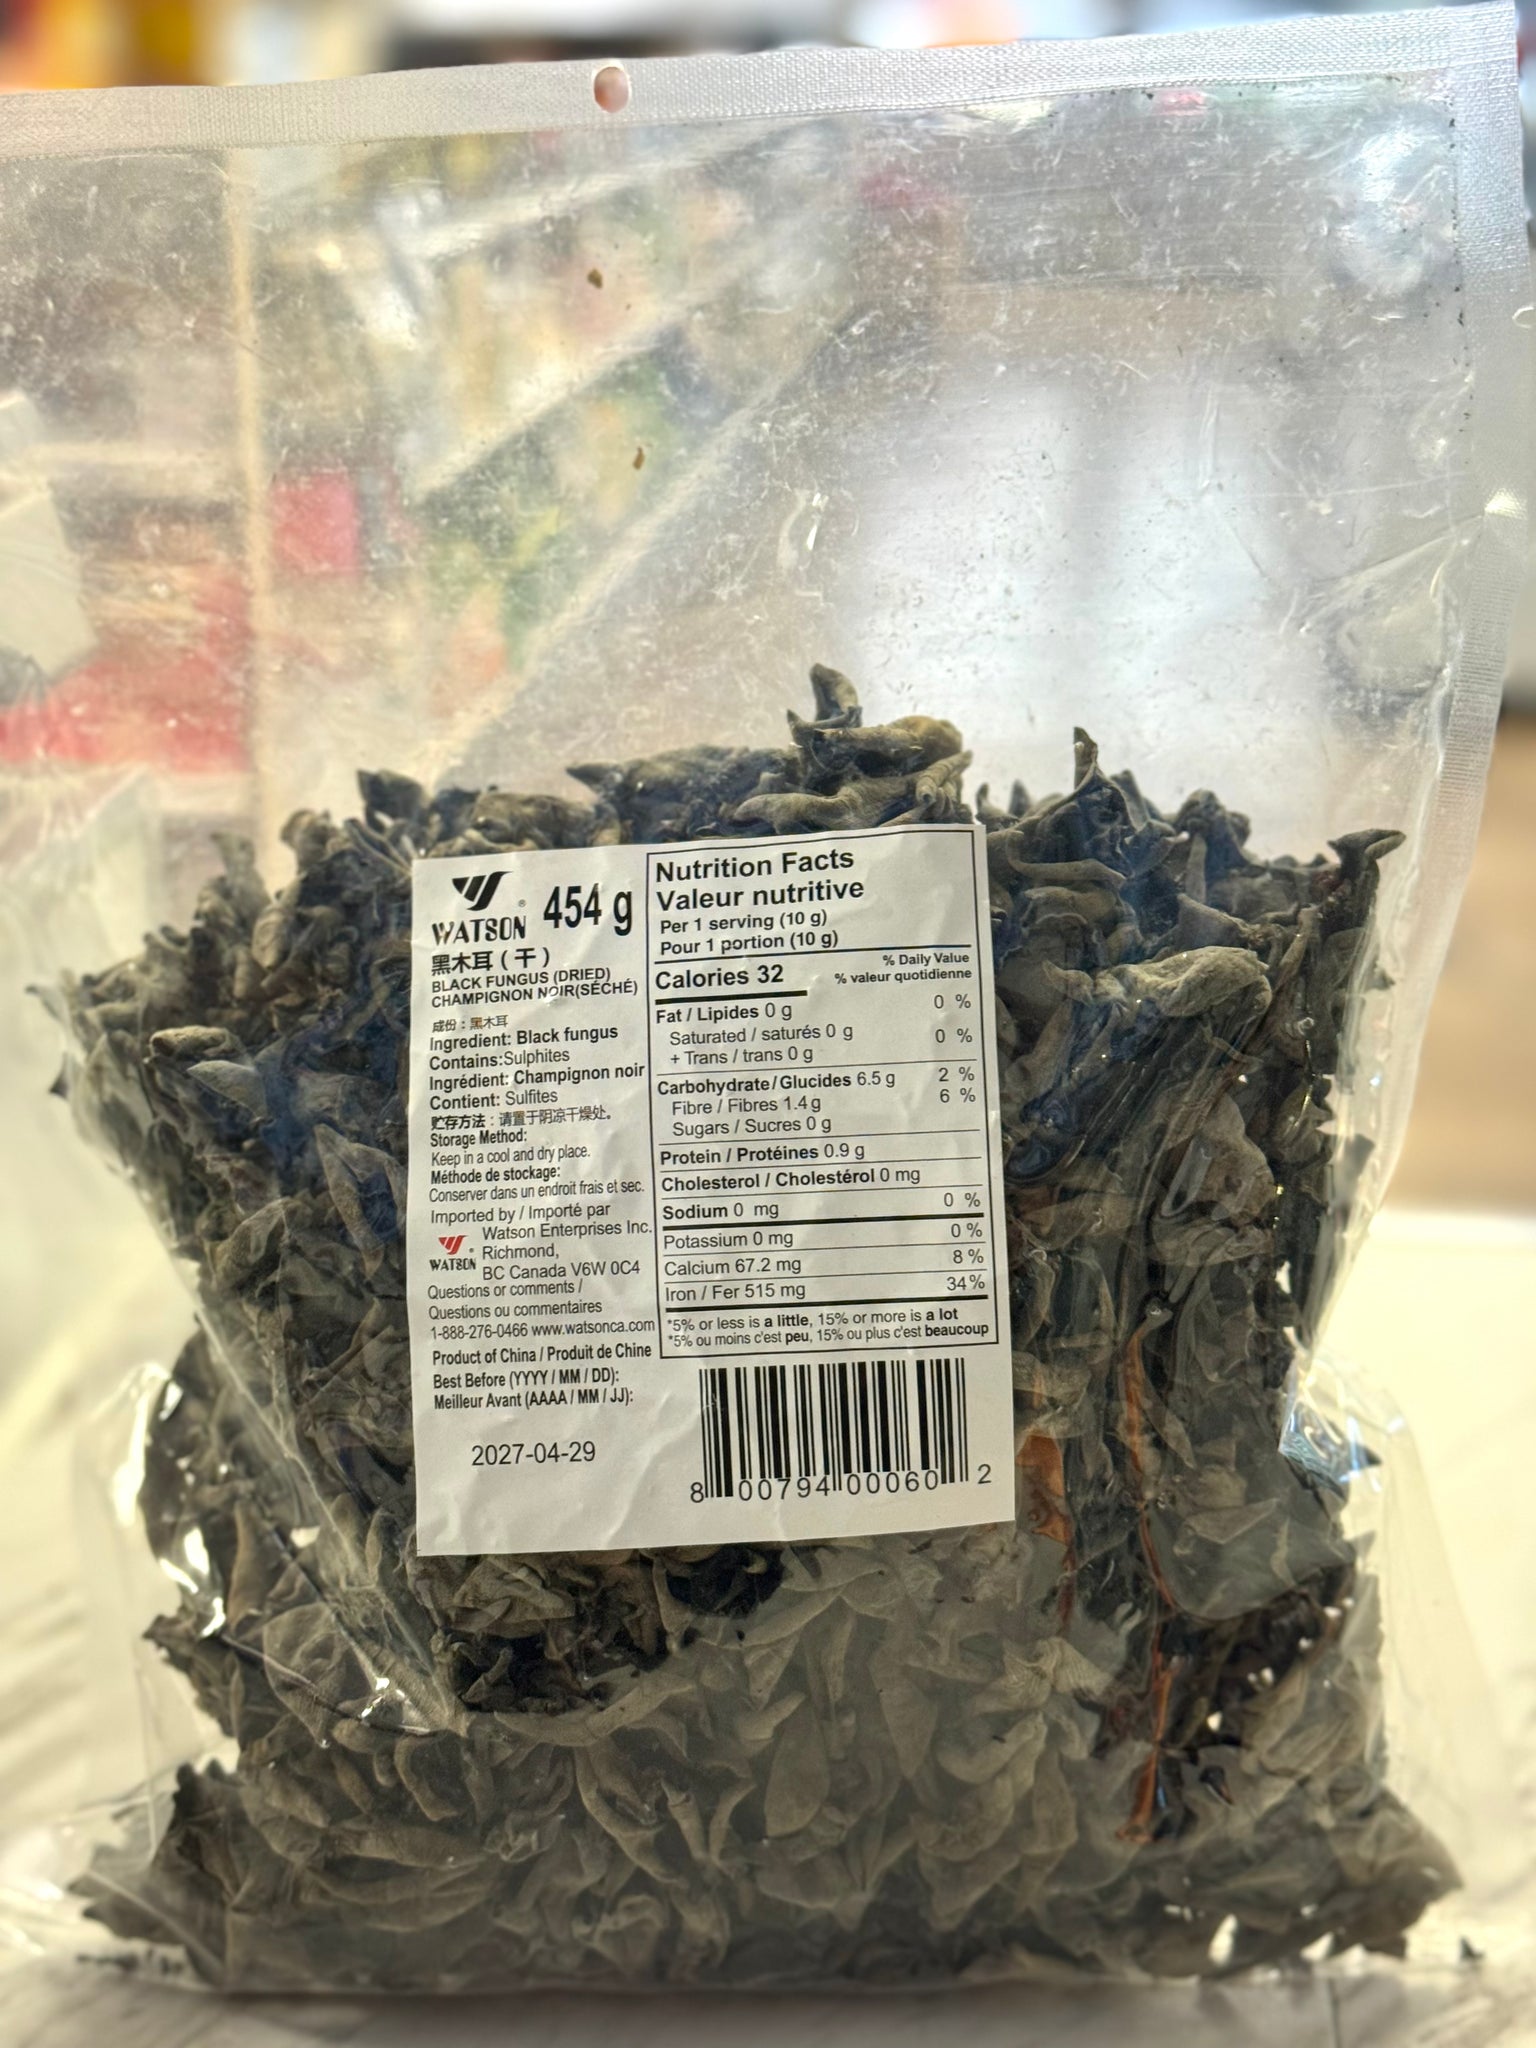 WATSON ® 454 g
黑木耳(干)
BLACK FUNGUS (DRIED)
CHAMPIGNON NOIR(SÉCHÉ)
成份:黑木耳
Ingredient: Black fungus
Contains:Sulphites
Ingrédient: Champignon noir
Contient: Sulfites
贮存方法:请置于阴凉干燥处。
Storage Method:
Keep in a cool and dry place.
Méthode de stockage:
Conserver dans un endroit frais et sec.
Imported by / Importé par
Watson Enterprises Inc.
WATSON Richmond,
BC Canada V6W 0C4
Questions or comments /
Questions ou commentaires
1-888-276-0466 www.watsonca.com
Product of China / Produit de Chine
Best Before (YYYY / MM / DD):
Meilleur Avant (AAAA / MM / JJ):
2027-04-29
Nutrition Facts
Valeur nutritive
Per 1 serving (10 g)
Pour 1 portion (10 g)
Calories 32
% Daily Value
% valeur quotidienne
Fat / Lipides 0 g 0 %
Saturated / saturés 0 g 0 %
+ Trans / trans 0 g
Carbohydrate / Glucides 6.5 g 2 %
Fibre / Fibres 1.4 g 6 %
Sugars / Sucres 0 g
Protein / Protéines 0.9 g
Cholesterol / Cholestérol 0 mg
Sodium 0 mg 0 %
Potassium 0 mg 0 %
Calcium 67.2 mg 8 %
Iron / Fer 515 mg 34 %
*5% or less is a little, 15% or more is a lot
*5% ou moins c'est peu, 15% ou plus c'est beaucoup
8 00794 00060 2